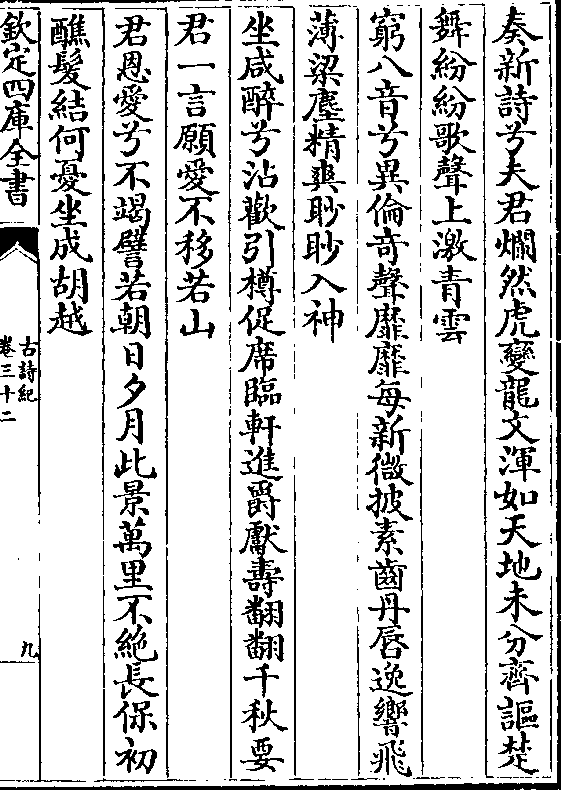 奏新詩兮夫君爛然虎變龍文渾如天地未分齊謳楚
舞紛紛歌聲上激青雲
窮八音兮異倫奇聲靡靡每新微披素齒丹唇逸響飛
薄梁塵精爽眇眇入神
坐咸醉兮沾歡引樽促席臨軒進爵獻壽翻翻千秋要
君一言願愛不移若山
君恩愛兮不竭譬若朝日夕月此景萬里不絶長保初
醮髮結何憂坐成胡越
欽定四庫全書
古詩紀
卷三十二
九